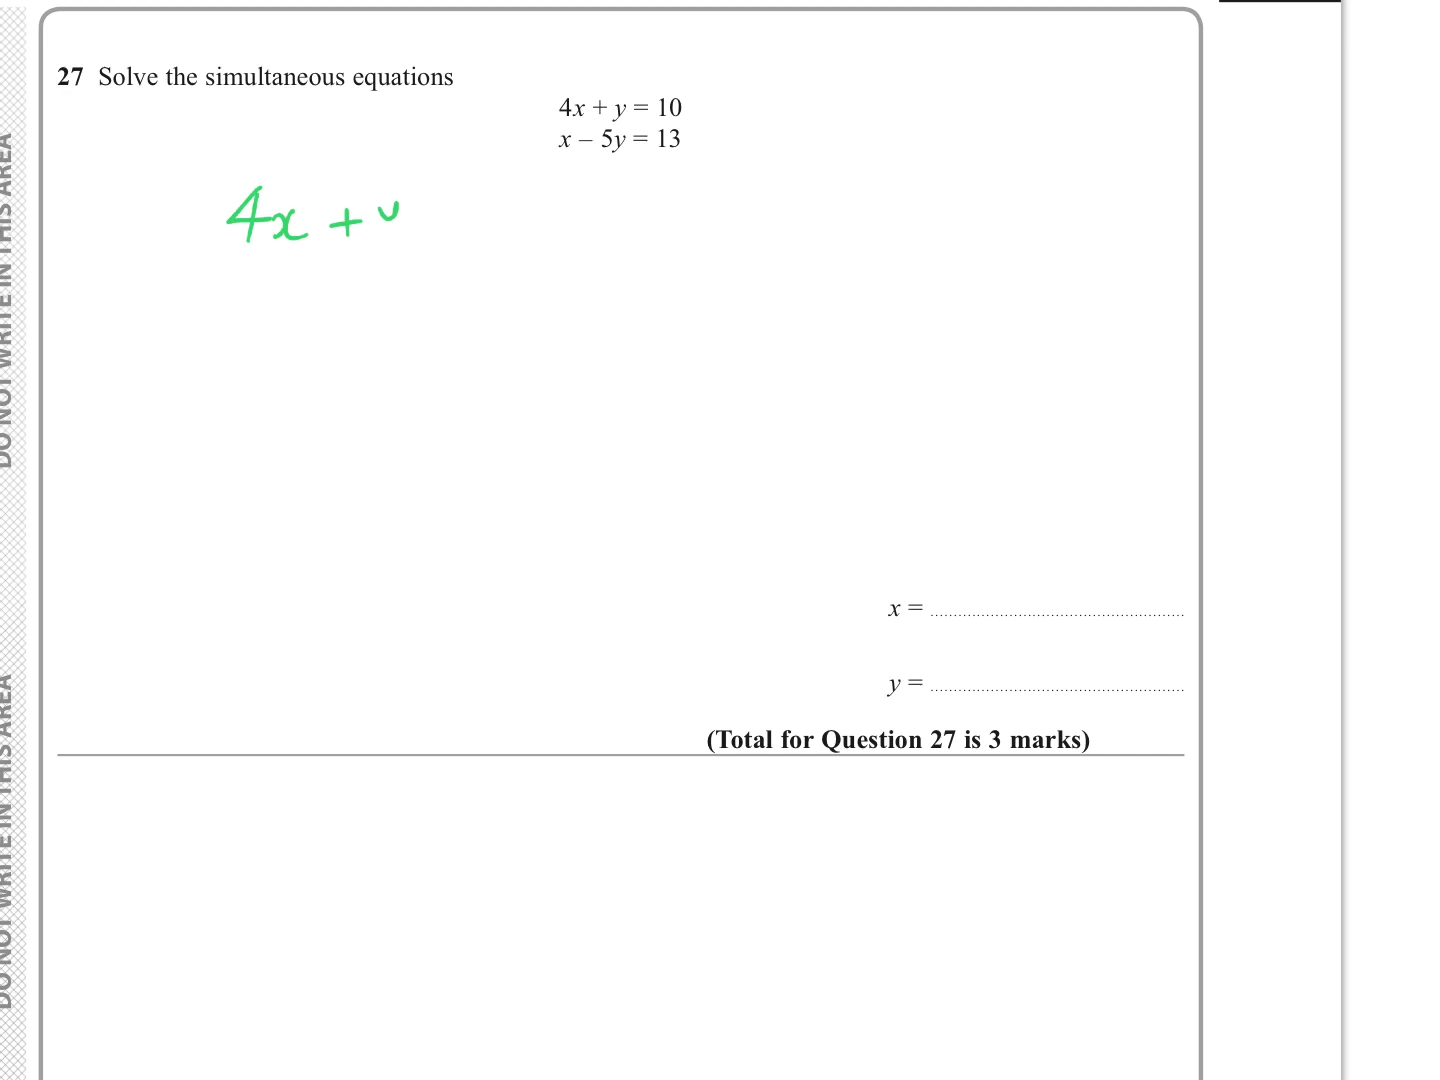 27 Solve the simultaneous equations
4x + y = 10
x – 5y = 13
4x +
x = ........................................................
y = ........................................................
(Total for Question 27 is 3 marks)
DO NOT WRITE IN THIS AREA
DO NOT WRITE IN THIS AREA